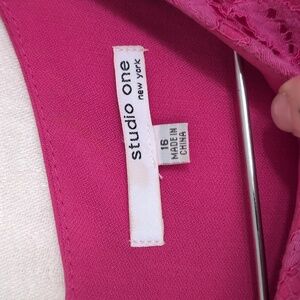 studio one
new york
16
MADE IN
CHINA